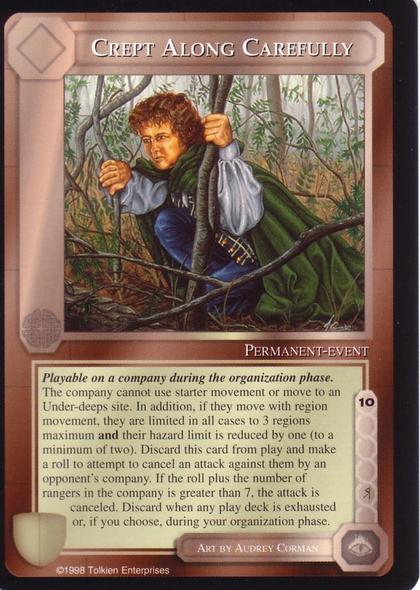 Crept Along Carefully
Permanent-event
Playable on a company during the organization phase.
The company cannot use starter movement or move to an
Under-deeps site. In addition, if they move with region
movement, they are limited in all cases to 3 regions
maximum and their hazard limit is reduced by one (to a
minimum of two). Discard this card from play and make
a roll to attempt to cancel an attack against them by an
opponent's company. If the roll plus the number of
rangers in the company is greater than 7, the attack is
canceled. Discard when any play deck is exhausted
or, if you choose, during your organization phase.
10
Art by Audrey Corman
©1998 Tolkien Enterprises